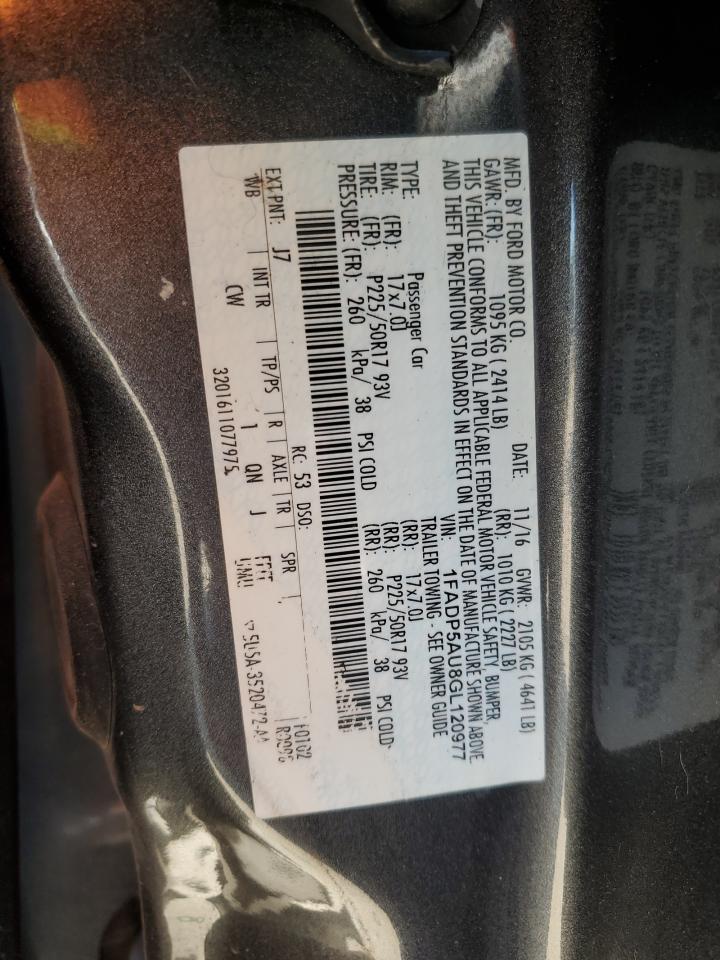 MFD. BY FORD MOTOR CO.
DATE: 11/16 GVWR: 2105 KG ( 4641 LB)
GAWR: (FR): 1095 KG ( 2414 LB) (RR): 1010 KG ( 2227 LB)
THIS VEHICLE CONFORMS TO ALL APPLICABLE FEDERAL MOTOR VEHICLE SAFETY, BUMPER,
AND THEFT PREVENTION STANDARDS IN EFFECT ON THE DATE OF MANUFACTURE SHOWN ABOVE.
VIN: 1FADP5AU8GL120977
TYPE: Passenger Car TRAILER TOWING - SEE OWNER GUIDE
RIM: (FR): 17x7.0J (RR): 17x7.0J
TIRE: (FR): P225/50R17 93V (RR): P225/50R17 93V
PRESSURE: (FR): 260 kPa/ 38 PSI COLD (RR): 260 kPa/ 38 PSI COLD
RC: 53 DSO:
EXT PNT: J7 INT TR TP/PS R AXLE TR SPR
WB CW 1 QN J
3201611077975